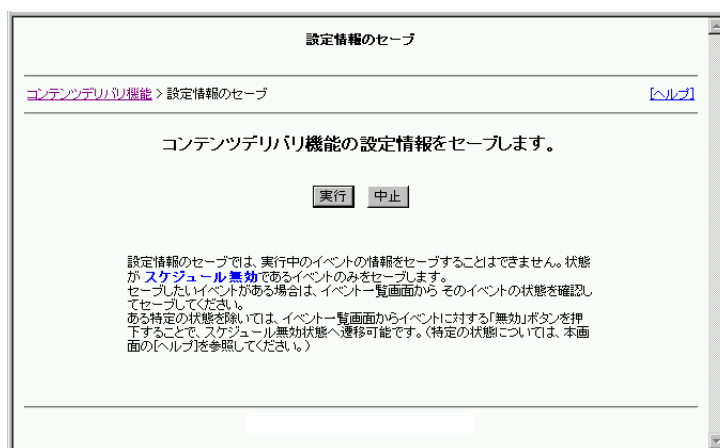 設定情報のセーブ
コンテンツデリバリ機能 > 設定情報のセーブ [ヘルプ]
コンテンツデリバリ機能の設定情報をセーブします。
実行 中止
設定情報のセーブでは、実行中のイベントの情報をセーブすることはできません。状態
が スケジュール無効であるイベントのみをセーブします。
セーブしたいイベントがある場合は、イベント一覧画面から そのイベントの状態を確認し
てセーブしてください。
ある特定の状態を除いては、イベント一覧画面からイベントに対する「無効」ボタンを押
下することで、スケジュール無効状態へ遷移可能です。（特定の状態については、本画
面の[ヘルプ]を参照してください。）